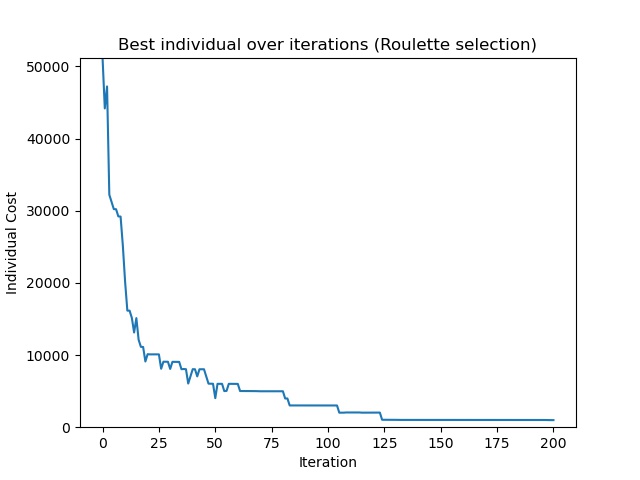 Best individual over iterations (Roulette selection)
50000
40000
30000
20000
10000
0
Individual Cost
0 25 50 75 100 125 150 175 200
Iteration